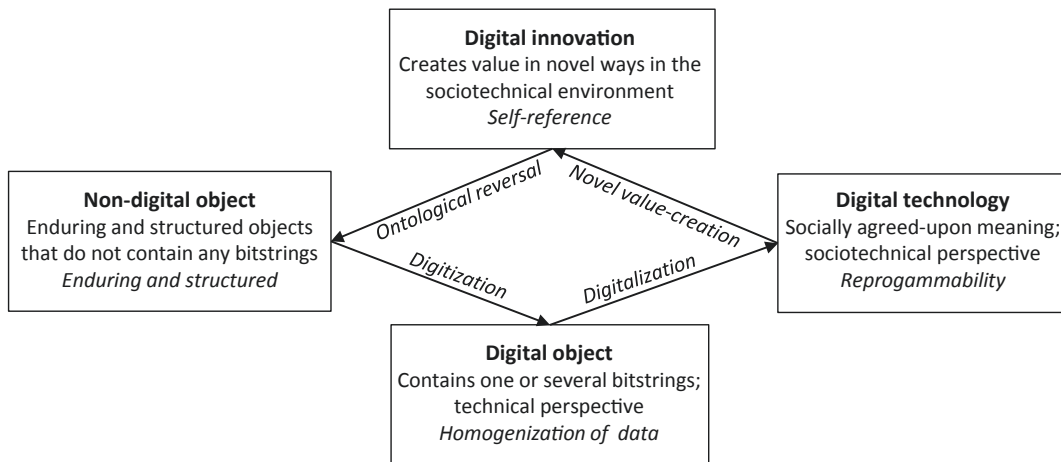 Digital innovation
Creates value in novel ways in the
sociotechnical environment
Self-reference
Ontological reversal
Novel value-creation
Non-digital object
Enduring and structured objects
that do not contain any bitstrings
Enduring and structured
Digital technology
Socially agreed-upon meaning;
sociotechnical perspective
Reprogammability
Digitization
Digitalization
Digital object
Contains one or several bitstrings;
technical perspective
Homogenization of data